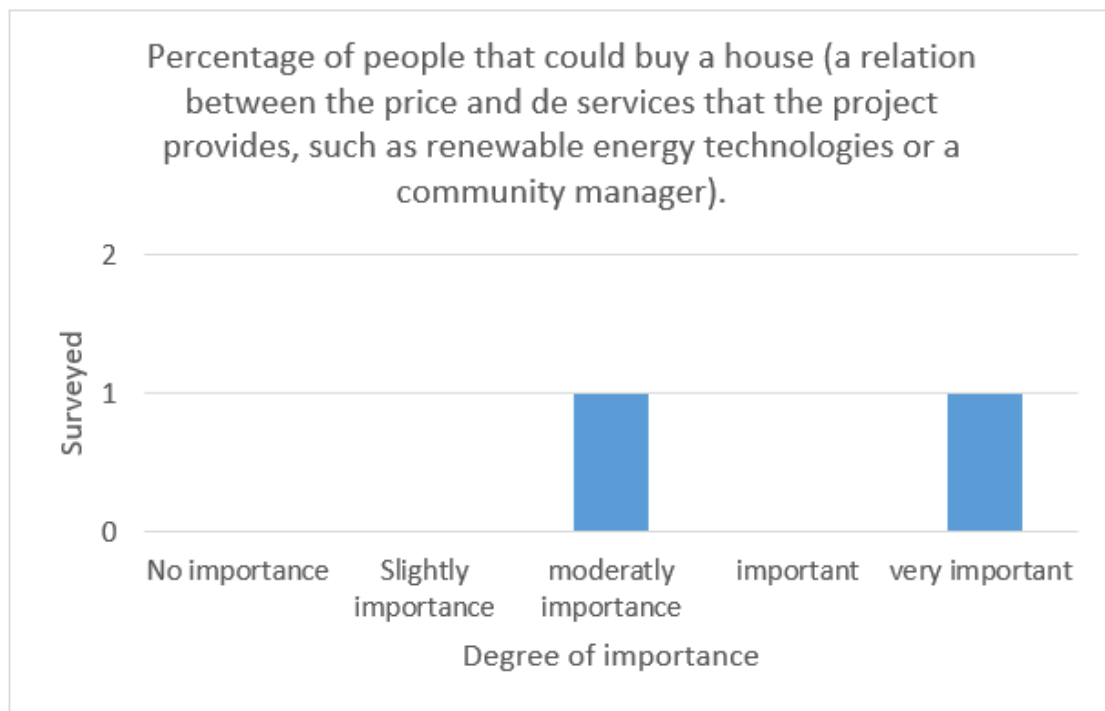 Percentage of people that could buy a house (a relation
between the price and de services that the project
provides, such as renewable energy technologies or a
community manager).
2
1
0
Surveyed
No importance
Slightly
importance
moderatly
importance
important
very important
Degree of importance